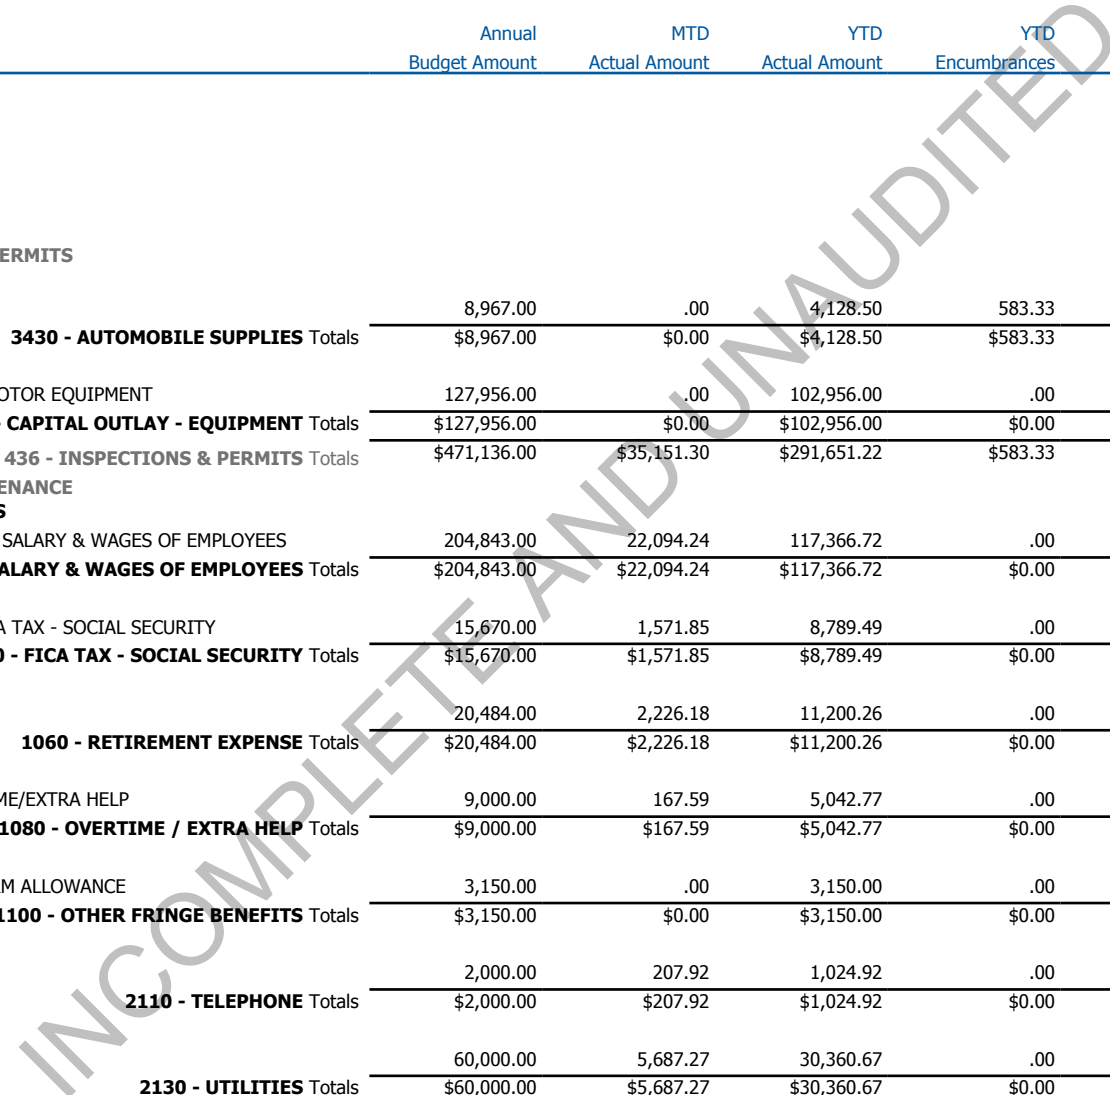 Annual MTD YTD YTD
Budget Amount Actual Amount Actual Amount Encumbrances
ERMITS
8,967.00 .00 4,128.50 583.33
3430 - AUTOMOBILE SUPPLIES Totals $8,967.00 $0.00 $4,128.50 $583.33
OTOR EQUIPMENT 127,956.00 .00 102,956.00 .00
- CAPITAL OUTLAY - EQUIPMENT Totals $127,956.00 $0.00 $102,956.00 $0.00
436 - INSPECTIONS & PERMITS Totals $471,136.00 $35,151.30 $291,651.22 $583.33
ENANCE
S
SALARY & WAGES OF EMPLOYEES 204,843.00 22,094.24 117,366.72 .00
ALARY & WAGES OF EMPLOYEES Totals $204,843.00 $22,094.24 $117,366.72 $0.00
A TAX - SOCIAL SECURITY 15,670.00 1,571.85 8,789.49 .00
0 - FICA TAX - SOCIAL SECURITY Totals $15,670.00 $1,571.85 $8,789.49 $0.00
20,484.00 2,226.18 11,200.26 .00
1060 - RETIREMENT EXPENSE Totals $20,484.00 $2,226.18 $11,200.26 $0.00
ME/EXTRA HELP 9,000.00 167.59 5,042.77 .00
1080 - OVERTIME / EXTRA HELP Totals $9,000.00 $167.59 $5,042.77 $0.00
M ALLOWANCE 3,150.00 .00 3,150.00 .00
1100 - OTHER FRINGE BENEFITS Totals $3,150.00 $0.00 $3,150.00 $0.00
2,000.00 207.92 1,024.92 .00
2110 - TELEPHONE Totals $2,000.00 $207.92 $1,024.92 $0.00
60,000.00 5,687.27 30,360.67 .00
2130 - UTILITIES Totals $60,000.00 $5,687.27 $30,360.67 $0.00
INCOMPLETE AND UNAUDITED